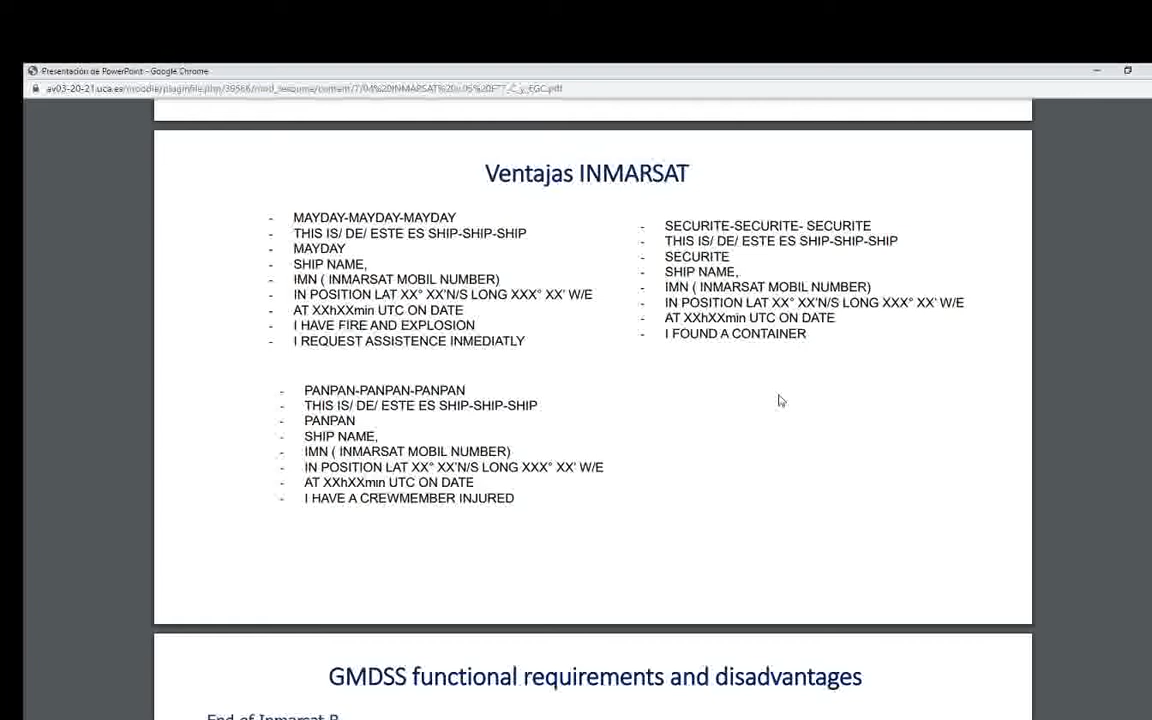 Presentación de PowerPoint - Google Chrome
Ventajas INMARSAT
- MAYDAY-MAYDAY-MAYDAY
- THIS IS/ DE/ ESTE ES SHIP-SHIP-SHIP
- MAYDAY
- SHIP NAME,
- IMN ( INMARSAT MOBIL NUMBER)
- IN POSITION LAT XX° XX'N/S LONG XXX° XX' W/E
- AT XXhXXmin UTC ON DATE
- I HAVE FIRE AND EXPLOSION
- I REQUEST ASSISTENCE INMEDIATLY
- SECURITE-SECURITE- SECURITE
- THIS IS/ DE/ ESTE ES SHIP-SHIP-SHIP
- SECURITE
- SHIP NAME,
- IMN ( INMARSAT MOBIL NUMBER)
- IN POSITION LAT XX° XX'N/S LONG XXX° XX' W/E
- AT XXhXXmin UTC ON DATE
- I FOUND A CONTAINER
- PANPAN-PANPAN-PANPAN
- THIS IS/ DE/ ESTE ES SHIP-SHIP-SHIP
- PANPAN
- SHIP NAME,
- IMN ( INMARSAT MOBIL NUMBER)
- IN POSITION LAT XX° XX'N/S LONG XXX° XX' W/E
- AT XXhXXmin UTC ON DATE
- I HAVE A CREWMEMBER INJURED
GMDSS functional requirements and disadvantages
End of Inmarsat B